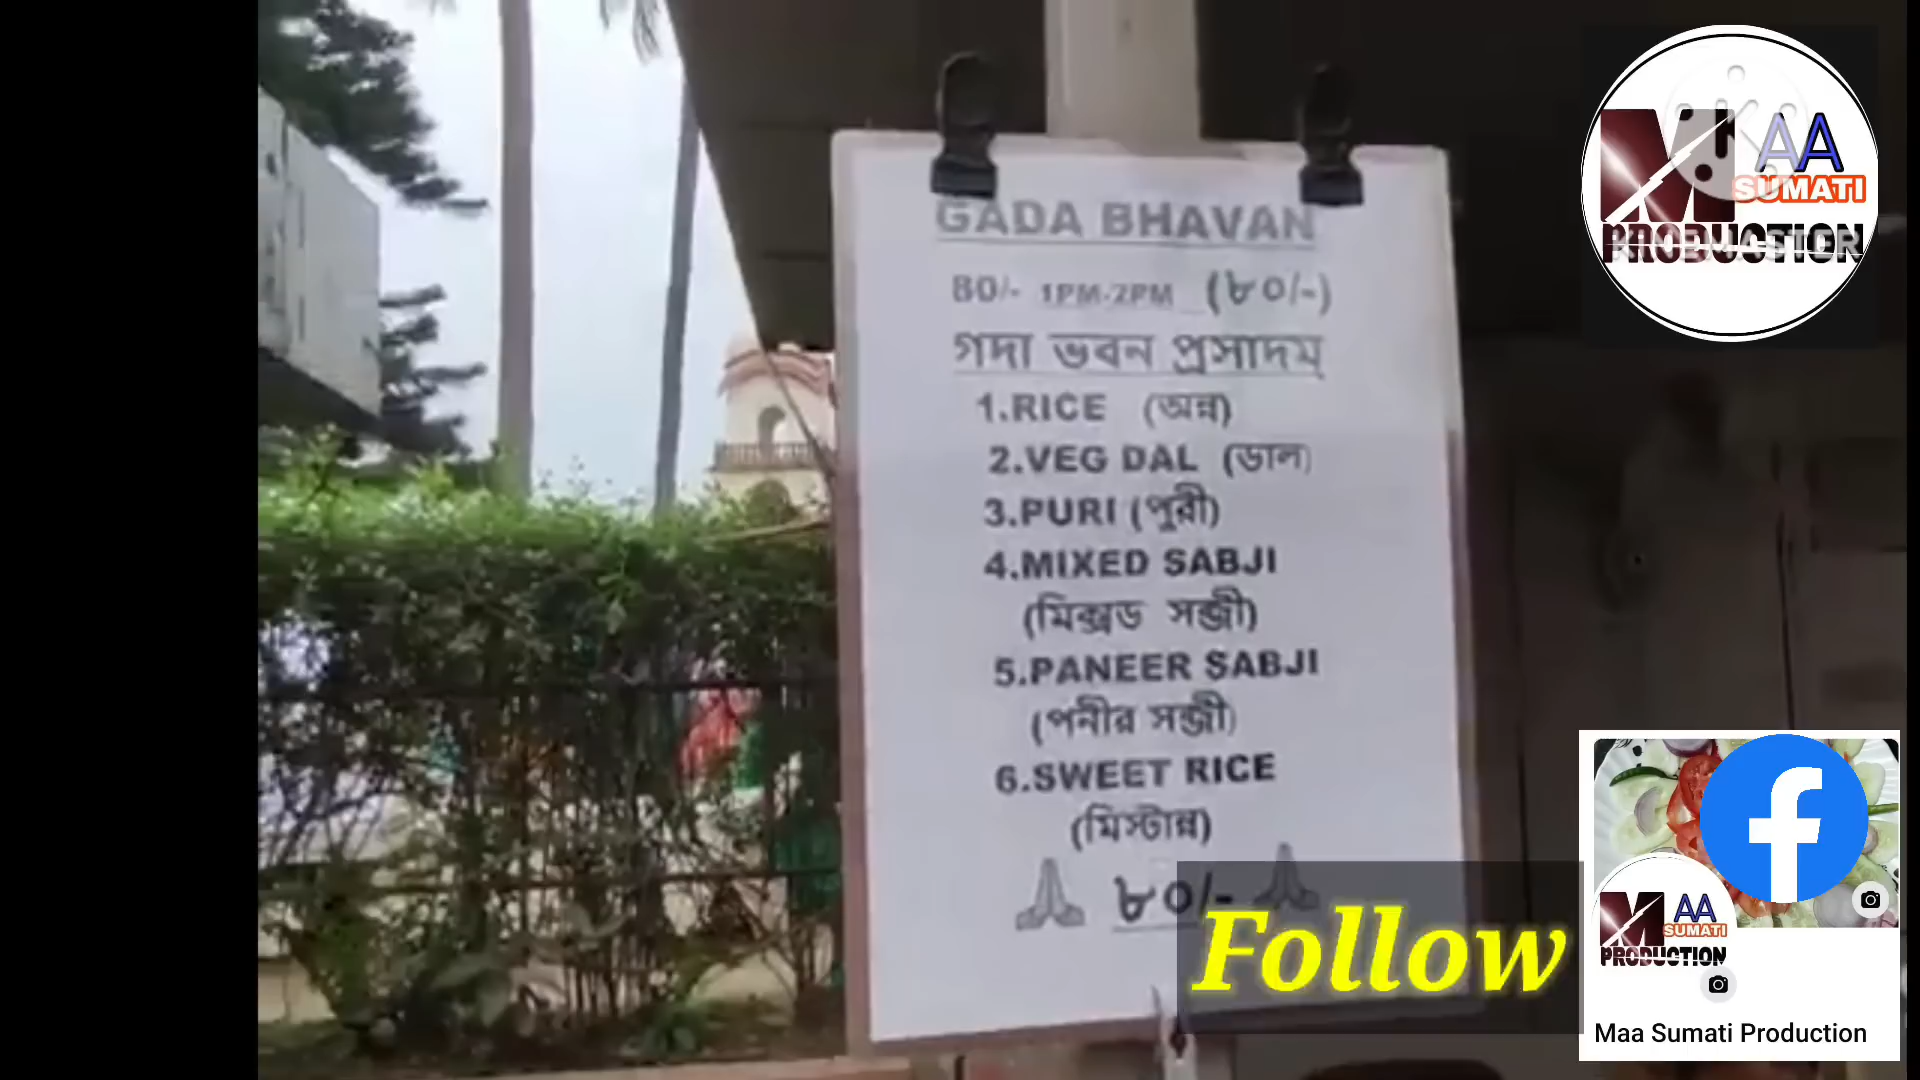 GADA BHAVAN
80/- 1PM-2PM (৮০/-)
গদা ভবন প্রসাদম্
1.RICE (অন্ন)
2.VEG DAL (ডাল)
3.PURI (পুরী)
4.MIXED SABJI
(মিক্সড সব্জী)
5.PANEER SABJI
(পনীর সব্জী)
6.SWEET RICE
(মিস্টান্ন)
৮০/-
MAA
SUMATI
PRODUCTION
Follow
MAA
SUMATI
PRODUCTION
Maa Sumati Production